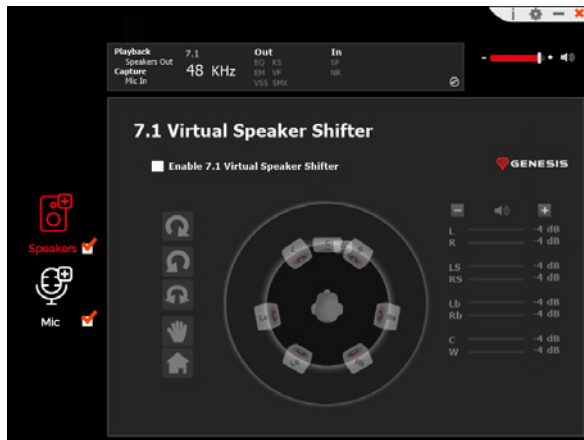 Playback 7.1 Out In
Speakers Out EQ KS SF
Capture 48 KHz EM VF NR
Mic In VSS SMX
7.1 Virtual Speaker Shifter
Enable 7.1 Virtual Speaker Shifter
GENESIS
Speakers
Mic
L -4 dB
R -4 dB
LS -4 dB
RS -4 dB
Lb -4 dB
Rb -4 dB
C -4 dB
W -4 dB